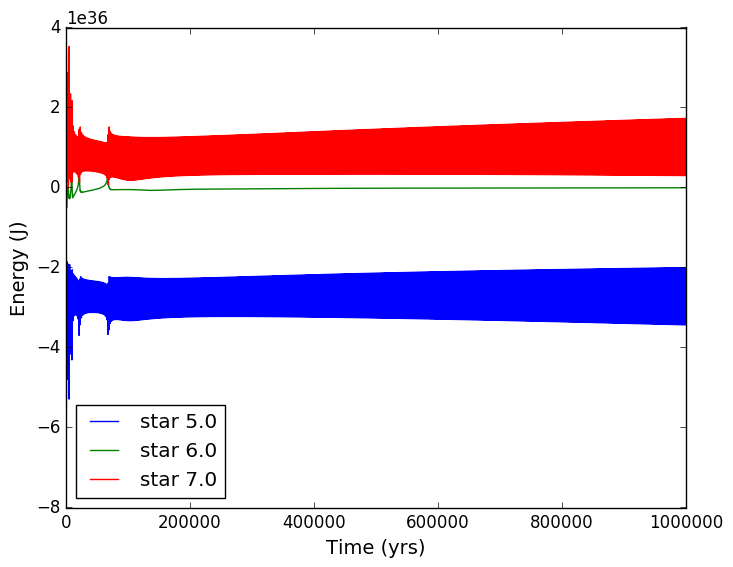 1e36
4
2
0
−2
−4
−6
−8
Energy (J)
star 5.0
star 6.0
star 7.0
0 200000 400000 600000 800000 1000000
Time (yrs)